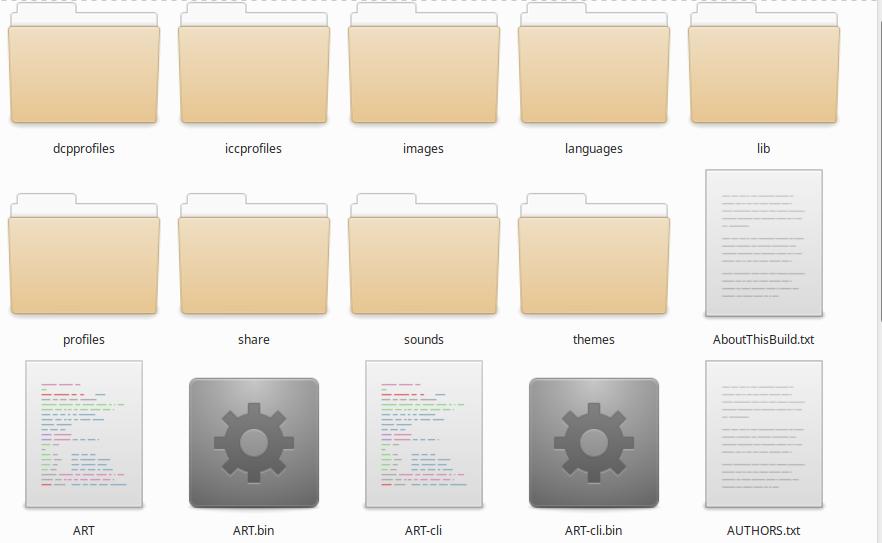 dcpprofiles iccprofiles images languages lib
profiles share sounds themes AboutThisBuild.txt
ART ART.bin ART-cli ART-cli.bin AUTHORS.txt